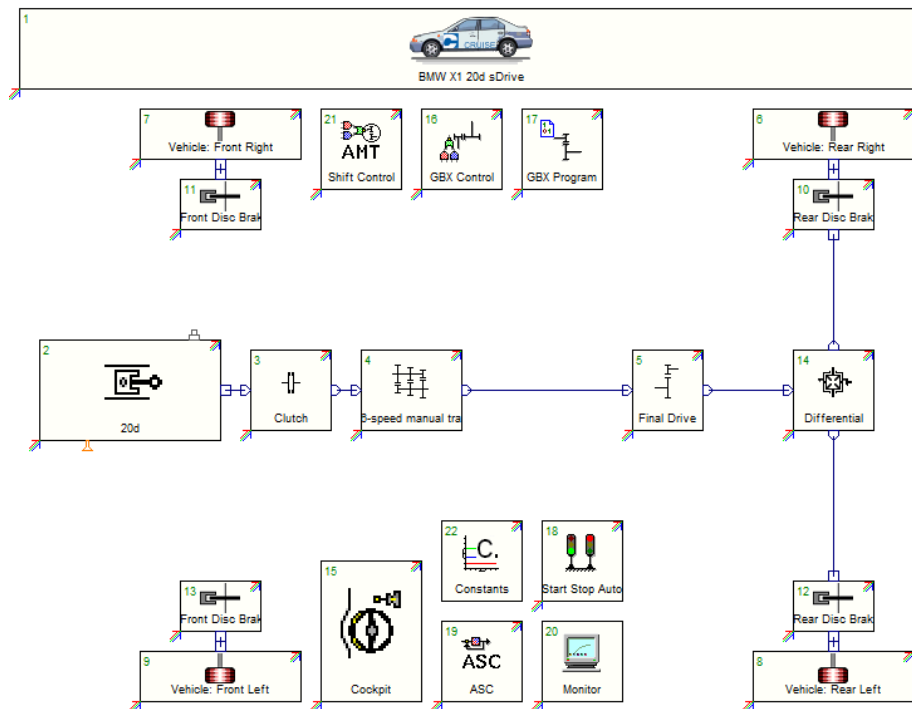 1
CRUISE
BMW X1 20d sDrive
7
Vehicle: Front Right
21
AMT
Shift Control
16
GBX Control
17
GBX Program
6
Vehicle: Rear Right
11
Front Disc Brak
10
Rear Disc Brak
2
20d
3
Clutch
4
6-speed manual tra
5
Final Drive
14
Differential
22
C.
Constants
18
Start Stop Auto
15
Cockpit
13
Front Disc Brak
12
Rear Disc Brak
9
Vehicle: Front Left
19
ASC
ASC
20
Monitor
8
Vehicle: Rear Left